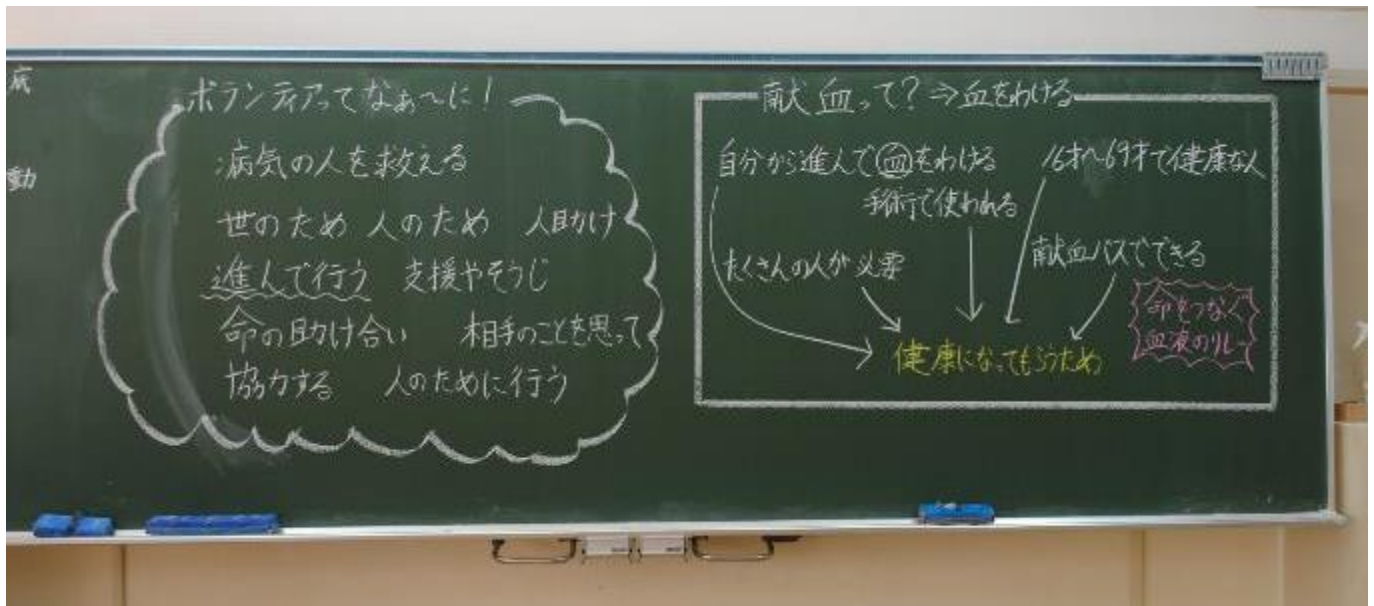 底
動
ボランティアってなぁ〜に!
病気の人を救える
世のため 人のため 人助け
進んで行う 支援やそうじ
命の助け合い 相手のことを思って
協力する 人のために行う
献血って?⇒血をわける
自分から進んで血をわける
16才〜69才で健康な人
手術で使われる
たくさんの人が必要
献血バスでできる
命をつなぐ
血液のリレー
健康になってもらうため